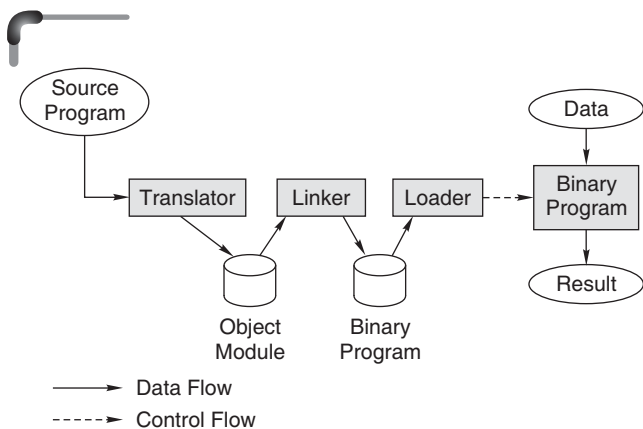 Source
Program
Data
Translator
Linker
Loader
Binary
Program
Object
Module
Binary
Program
Result
Data Flow
Control Flow